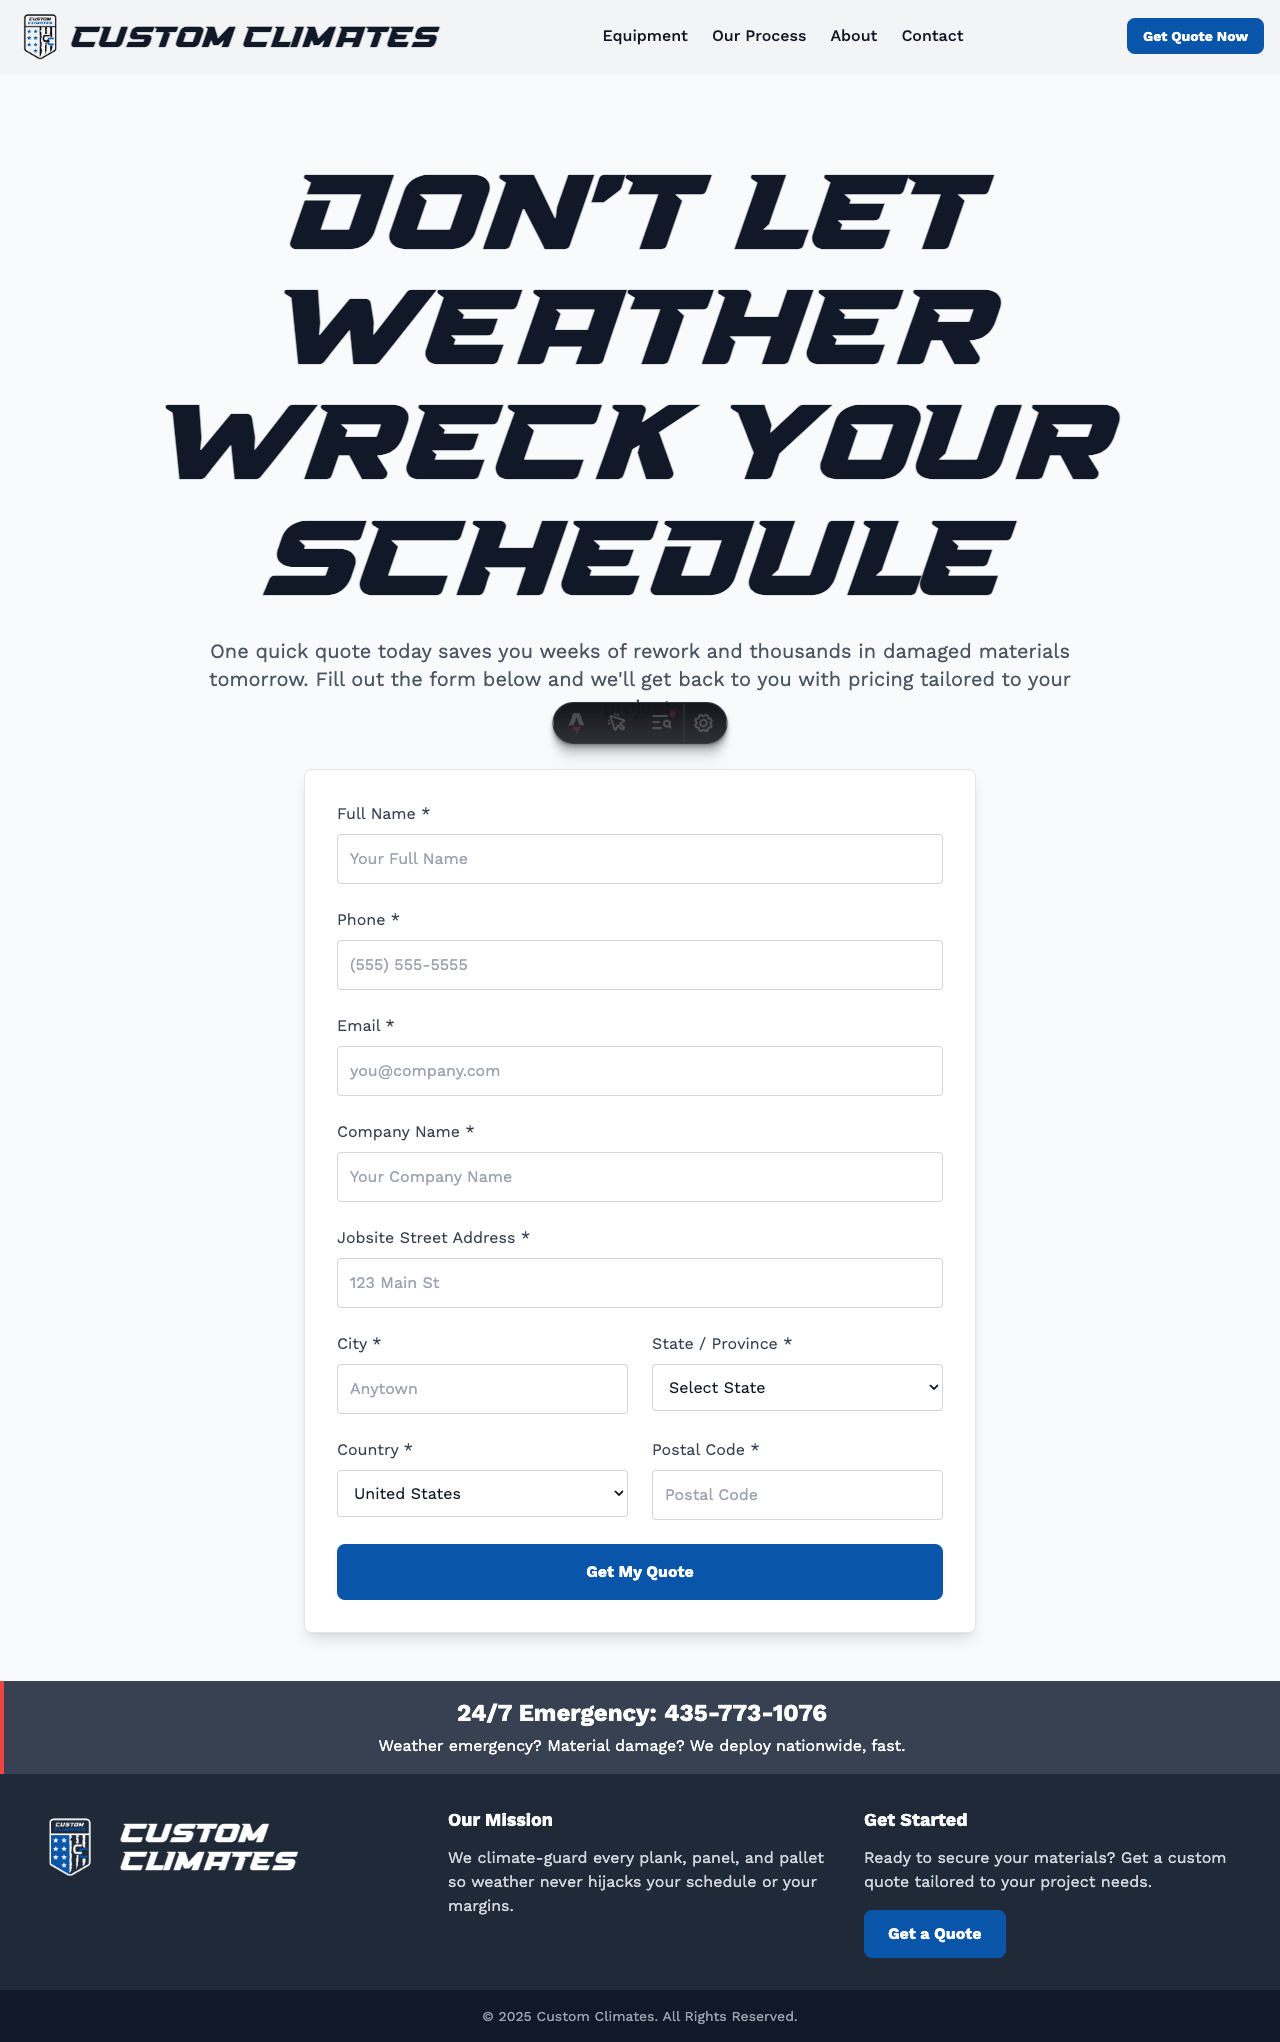 CUSTOM
CLIMATES
CUSTOM CLIMATES
Equipment
Our Process
About
Contact
Get Quote Now
DON'T LET
WEATHER
WRECK YOUR
SCHEDULE
One quick quote today saves you weeks of rework and thousands in damaged materials
tomorrow. Fill out the form below and we'll get back to you with pricing tailored to your
Full Name *
Your Full Name
Phone *
(555) 555-5555
Email *
you@company.com
Company Name *
Your Company Name
Jobsite Street Address *
123 Main St
City *
State / Province *
Anytown
Select State
Country *
Postal Code *
United States
Postal Code
Get My Quote
24/7 Emergency: 435-773-1076
Weather emergency? Material damage? We deploy nationwide, fast.
CUSTOM
CLIMATES
CUSTOM
CLIMATES
Our Mission
We climate-guard every plank, panel, and pallet
so weather never hijacks your schedule or your
margins.
Get Started
Ready to secure your materials? Get a custom
quote tailored to your project needs.
Get a Quote
© 2025 Custom Climates. All Rights Reserved.